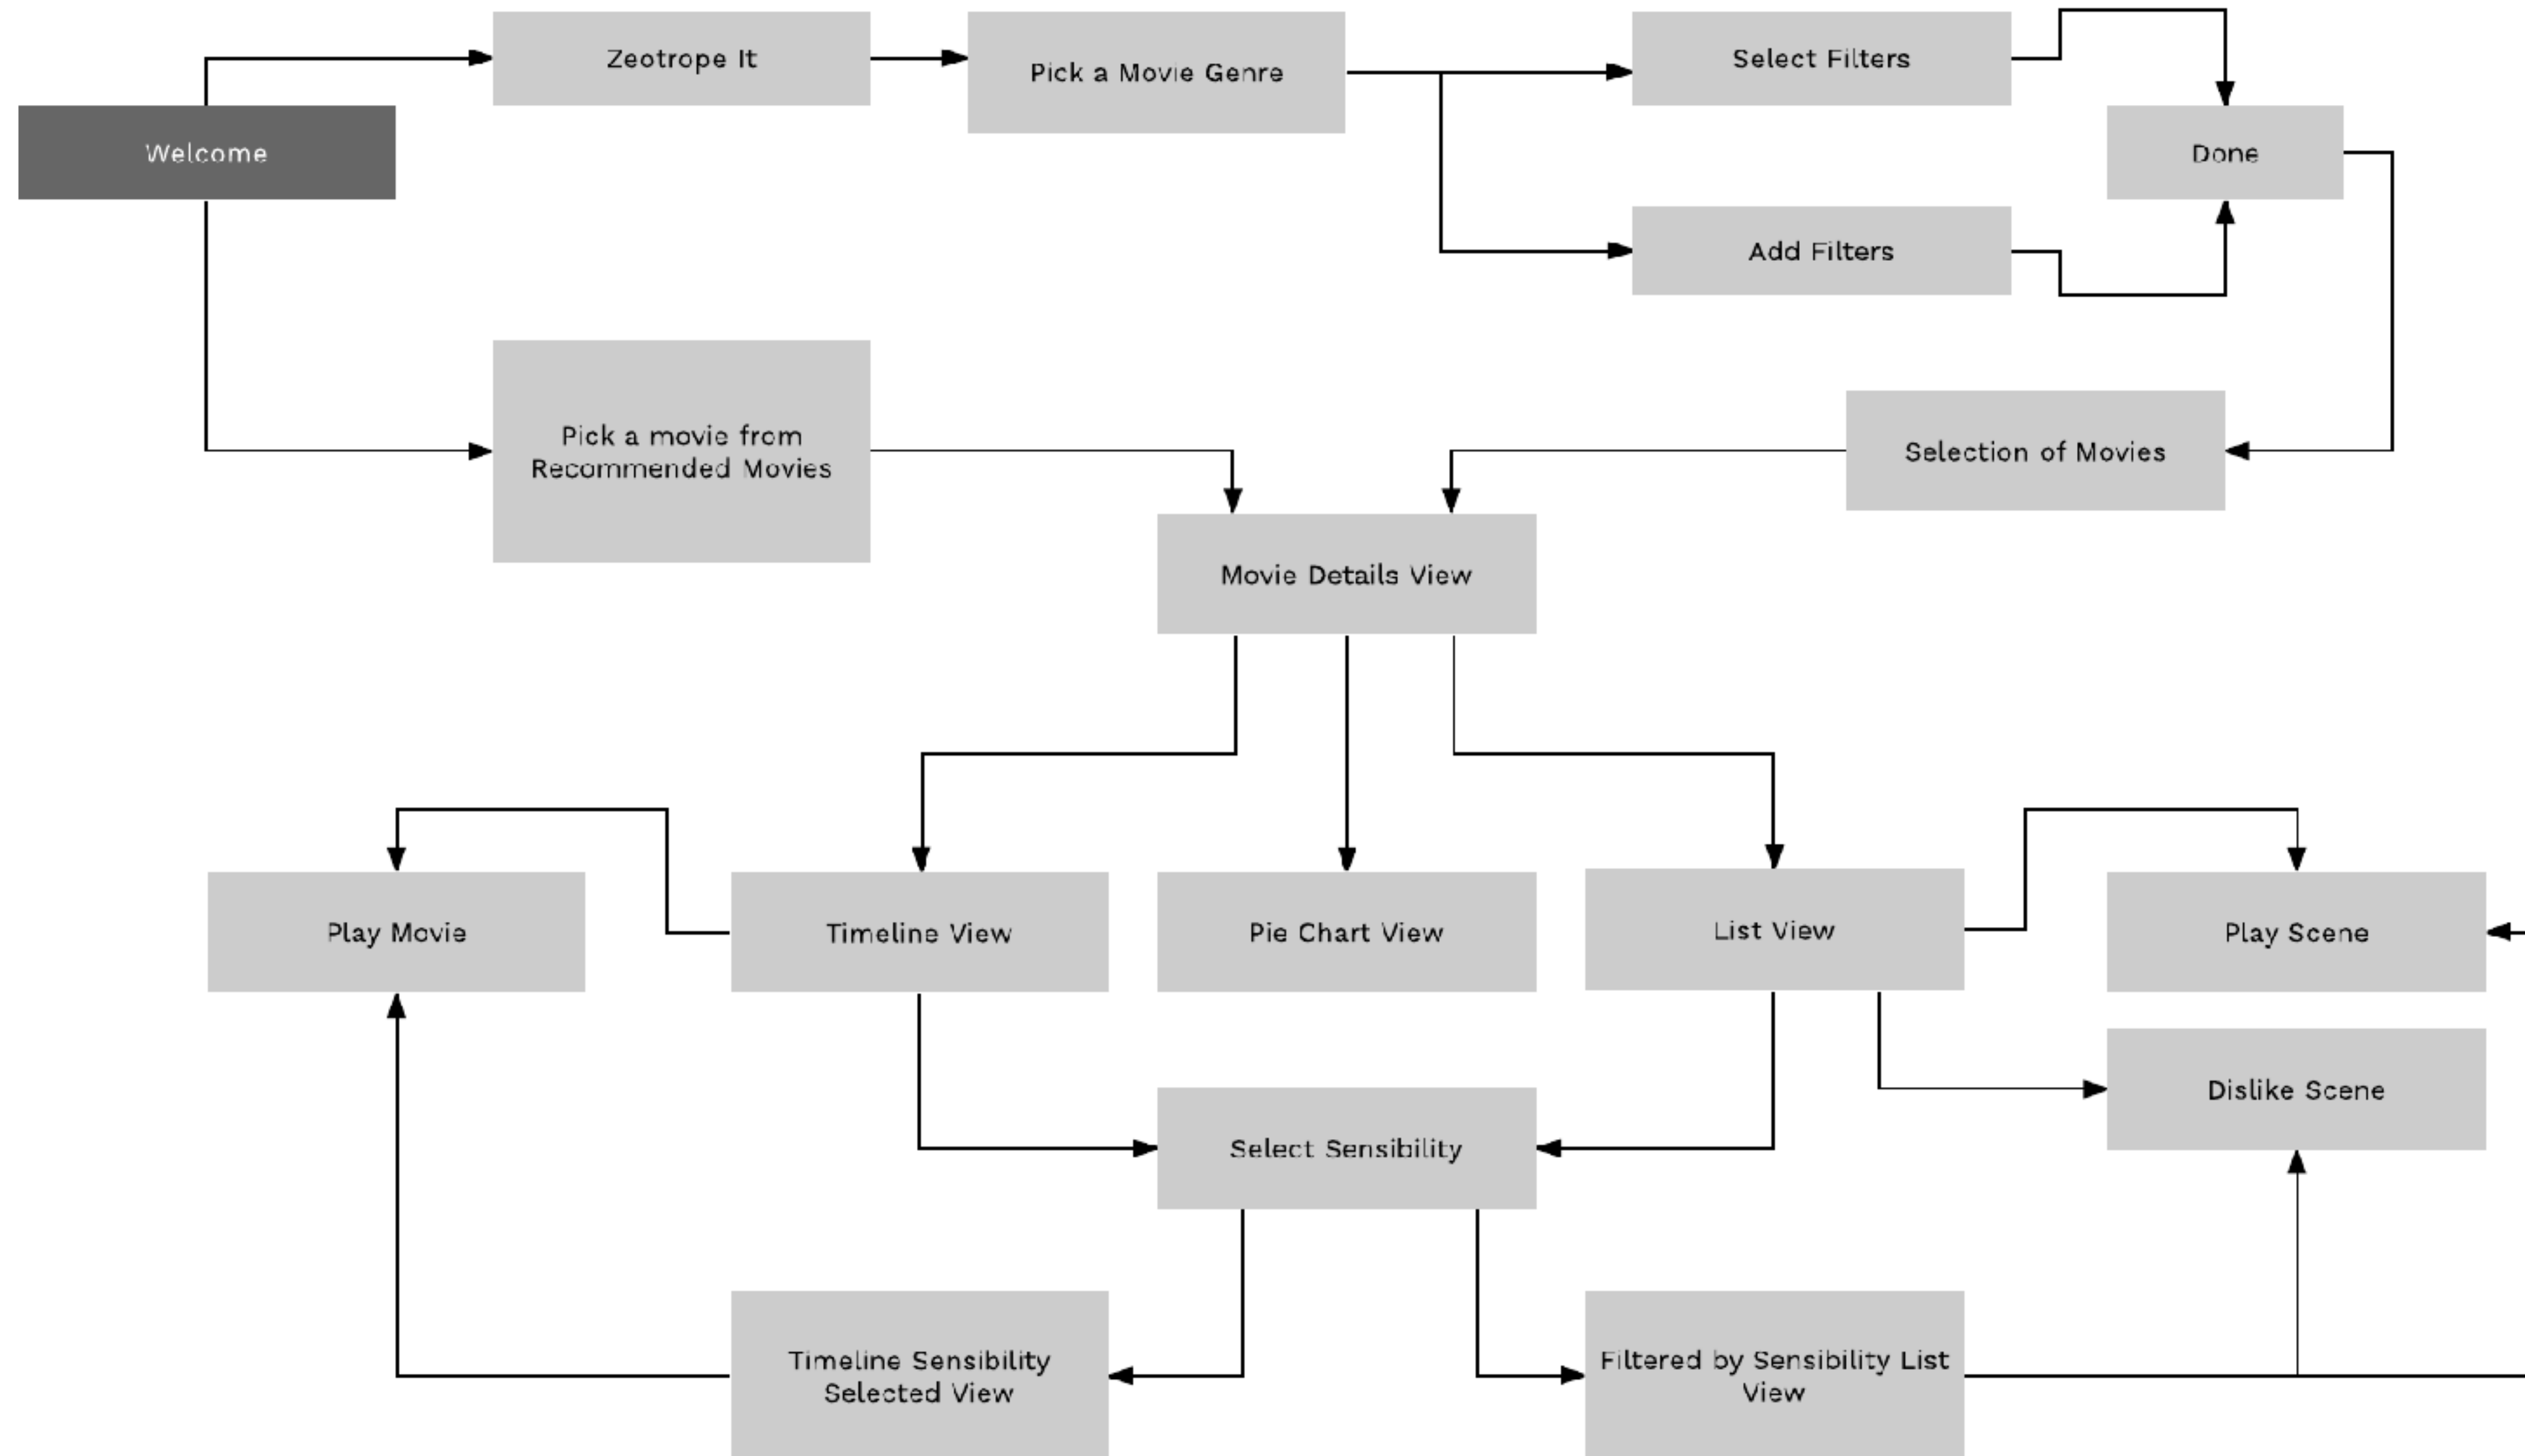 Zeotrope It
Pick a Movie Genre
Select Filters
Welcome
Done
Add Filters
Pick a movie from
Recommended Movies
Selection of Movies
Movie Details View
Play Movie
Timeline View
Pie Chart View
List View
Play Scene
Dislike Scene
Select Sensibility
Timeline Sensibility
Selected View
Filtered by Sensibility List
View